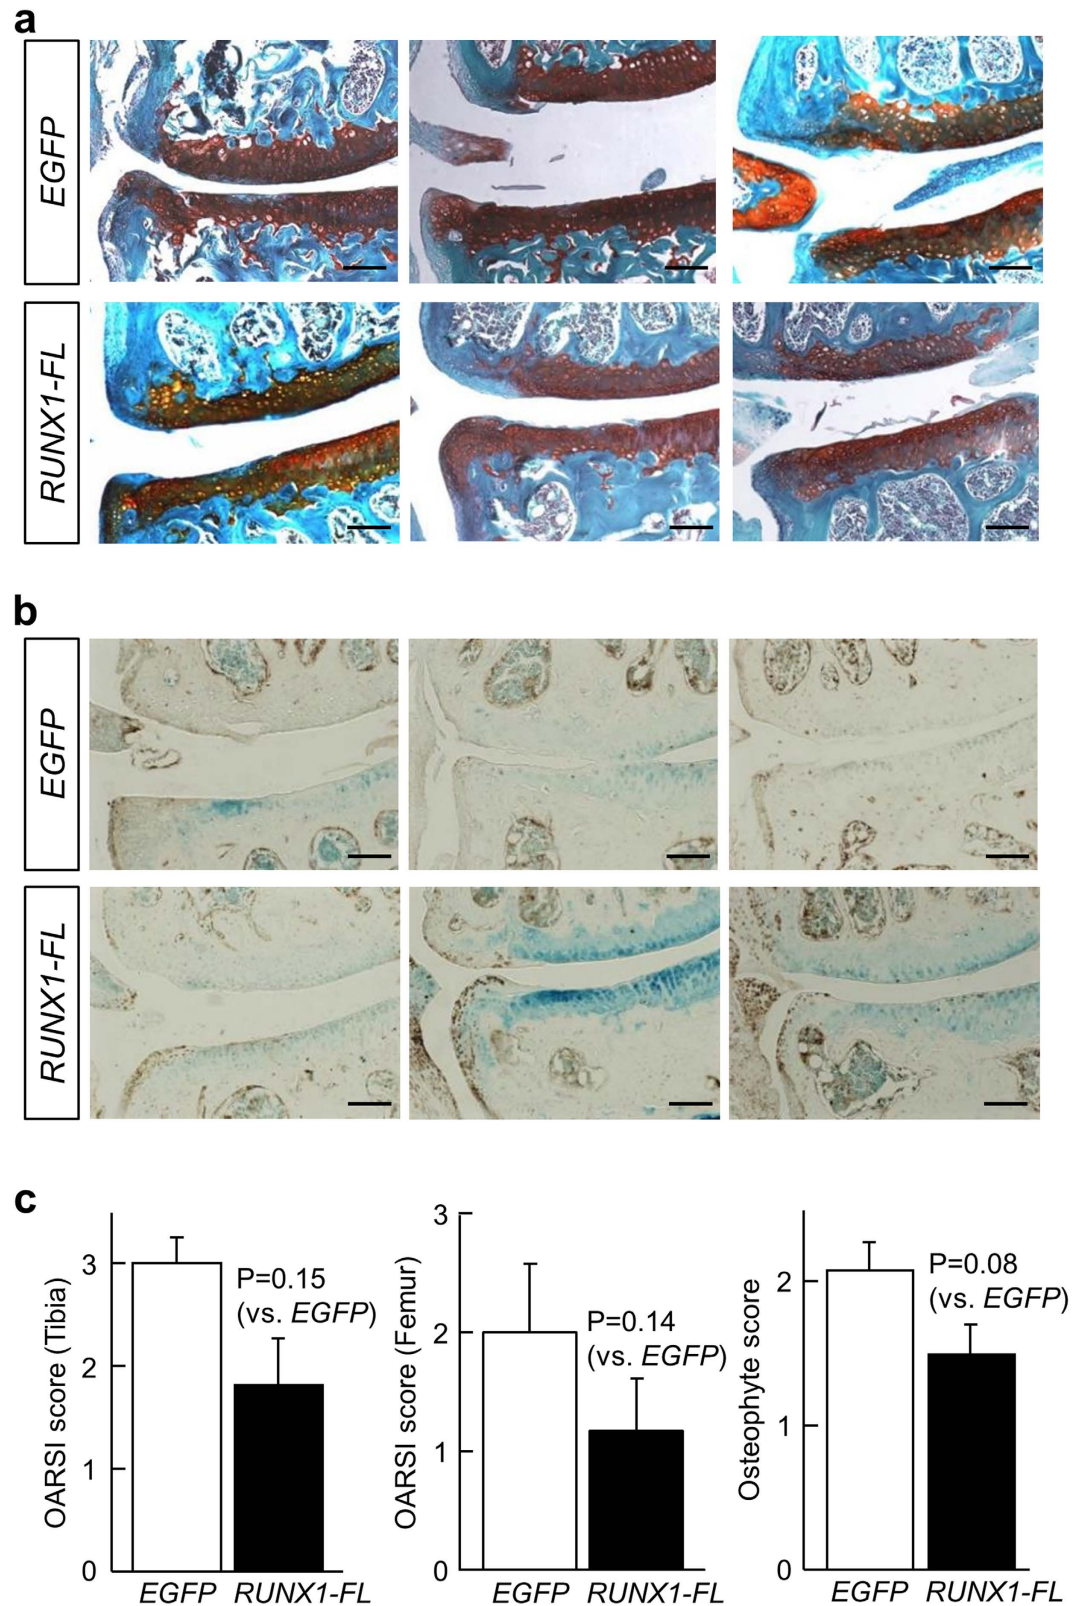 a
EGFP
RUNX1-FL
b
EGFP
RUNX1-FL
c
OARSI score (Tibia)
3
2
1
0
P=0.15
(vs. EGFP)
EGFP RUNX1-FL
OARSI score (Femur)
3
2
1
0
P=0.14
(vs. EGFP)
EGFP RUNX1-FL
Osteophyte score
2
1
0
P=0.08
(vs. EGFP)
EGFP RUNX1-FL